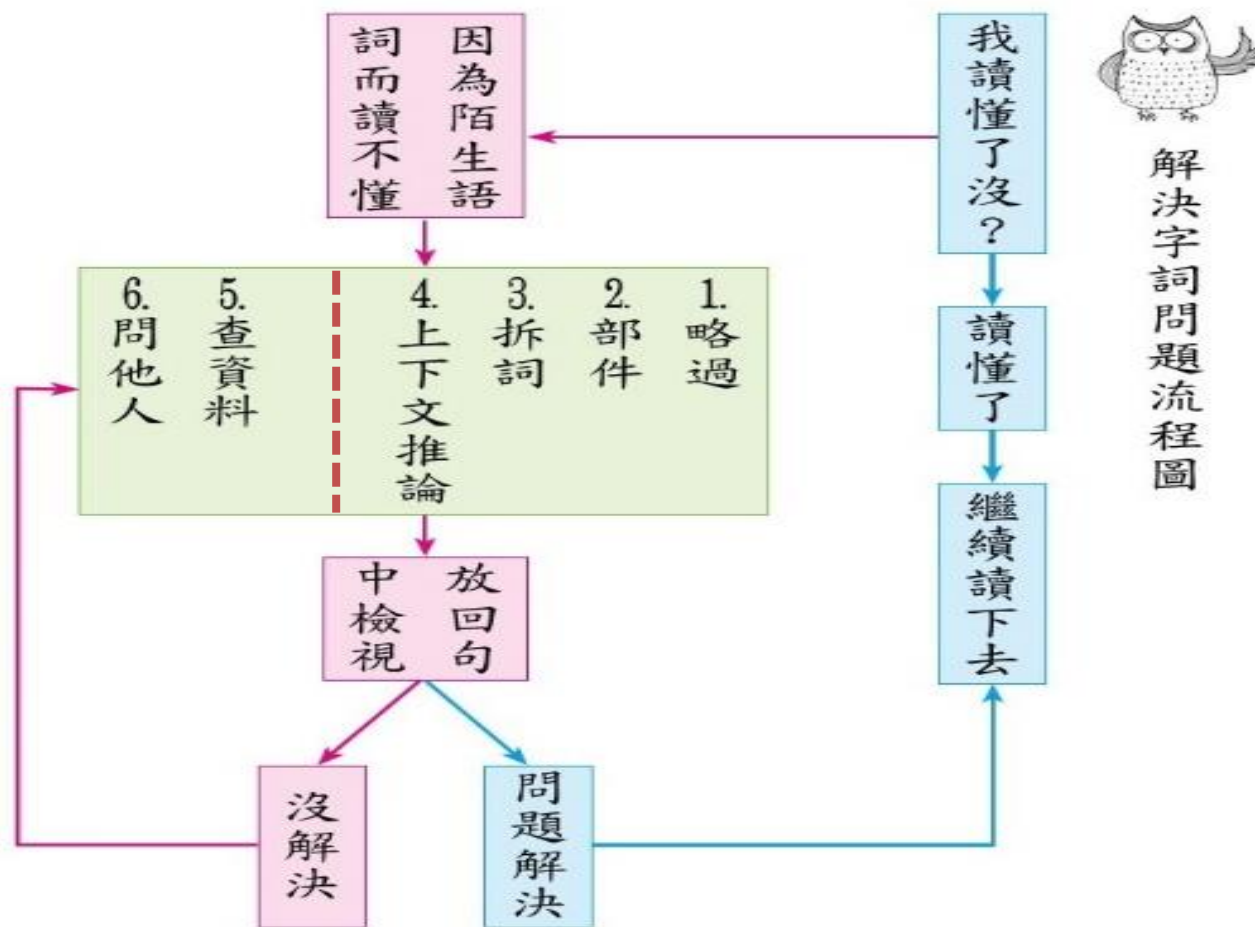 解決字詞問題流程圖
我讀懂了沒？
讀懂了
繼續讀下去
因為陌生語
詞而讀不懂
1.略過
2.部件
3.拆詞
4.上下文推論
5.查資料
6.問他人
放回句
中檢視
問題解決
沒解決